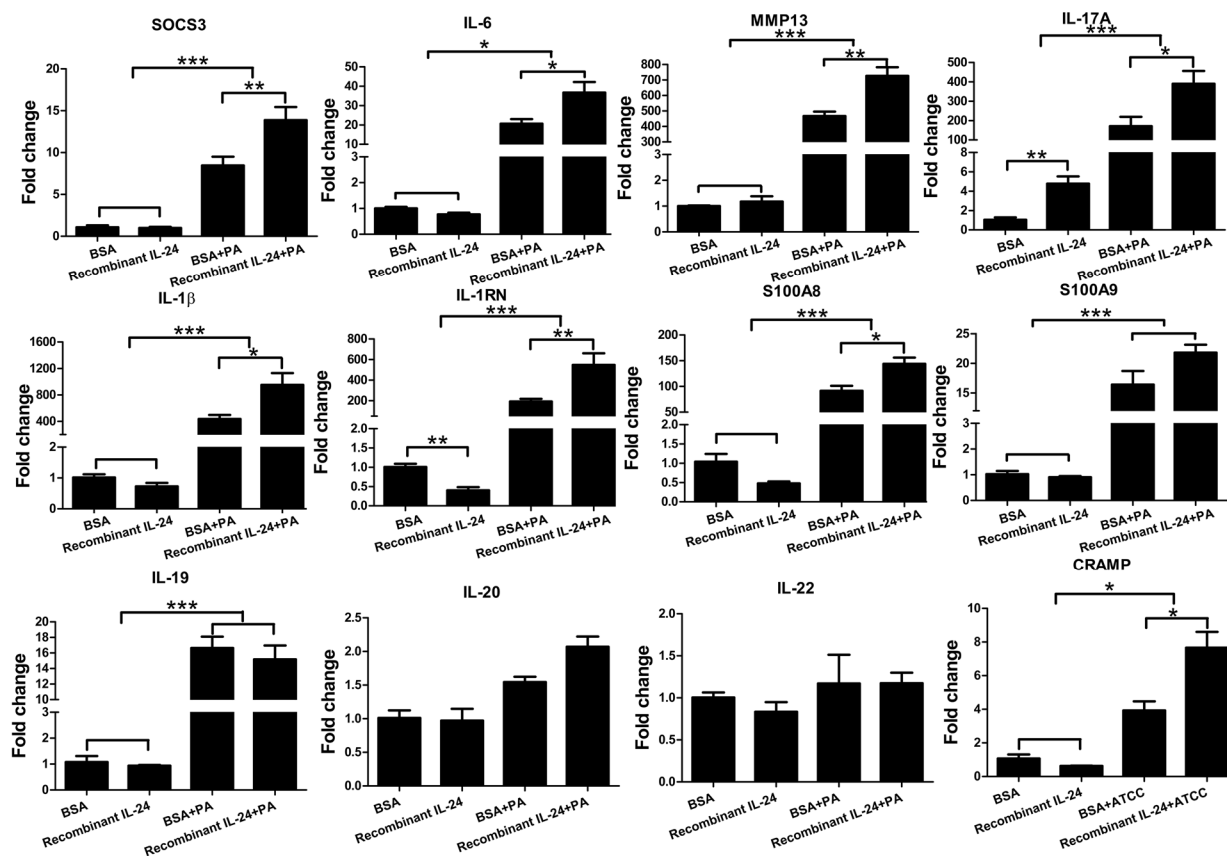 SOCS3
***
**
20
15
10
5
0
Fold change
BSA
Recombinant IL-24
BSA+PA
Recombinant IL-24+PA
IL-6
*
*
50
40
30
20
10
1
0
Fold change
BSA
Recombinant IL-24
BSA+PA
Recombinant IL-24+PA
MMP13
***
**
800
700
600
500
400
300
2
1
0
Fold change
BSA
Recombinant IL-24
BSA+PA
Recombinant IL-24+PA
IL-17A
***
*
**
500
400
300
200
100
6
4
2
0
Fold change
BSA
Recombinant IL-24
BSA+PA
Recombinant IL-24+PA
IL-1β
***
*
1600
1200
800
400
2
1
0
Fold change
BSA
Recombinant IL-24
BSA+PA
Recombinant IL-24+PA
IL-1RN
***
**
**
800
600
400
200
1.5
1.0
0.5
0.0
Fold change
BSA
Recombinant IL-24
BSA+PA
Recombinant IL-24+PA
S100A8
***
*
200
150
100
50
1.5
1.0
0.5
0.0
Fold change
BSA
Recombinant IL-24
BSA+PA
Recombinant IL-24+PA
S100A9
***
25
20
15
3
2
1
0
Fold change
BSA
Recombinant IL-24
BSA+PA
Recombinant IL-24+PA
IL-19
***
20
18
16
14
12
10
8
6
4
3
2
1
0
Fold change
BSA
Recombinant IL-24
BSA+PA
Recombinant IL-24+PA
IL-20
2.5
2.0
1.5
1.0
0.5
0.0
Fold change
BSA
Recombinant IL-24
BSA+PA
Recombinant IL-24+PA
IL-22
2.0
1.5
1.0
0.5
0.0
Fold change
BSA
Recombinant IL-24
BSA+PA
Recombinant IL-24+PA
CRAMP
*
*
10
8
6
4
2
0
Fold change
BSA
Recombinant IL-24
BSA+ATCC
Recombinant IL-24+ATCC